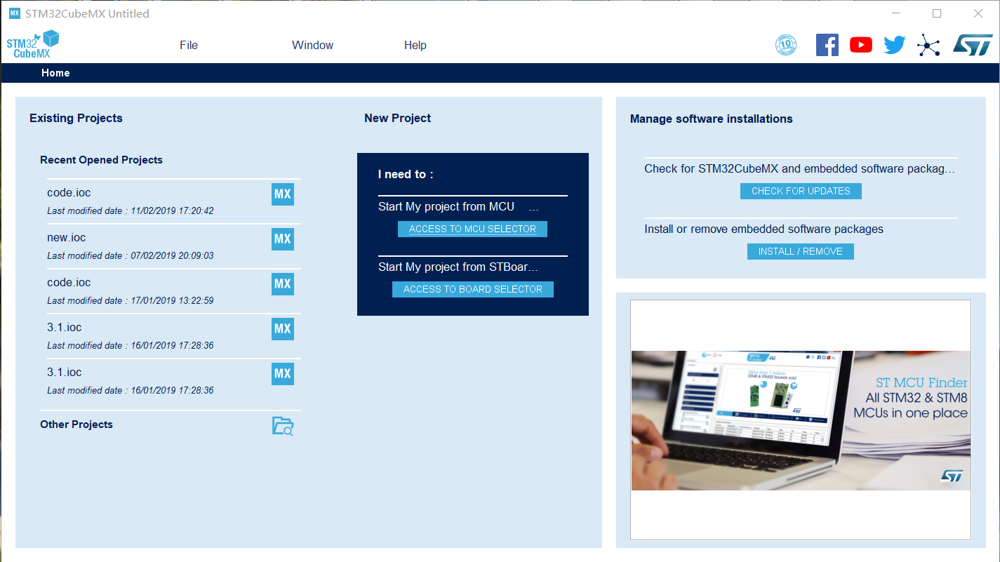 MX STM32CubeMX Untitled
STM32
CubeMX
File
Window
Help
10
ST
Home
Existing Projects
Recent Opened Projects
code.ioc
MX
Last modified date : 11/02/2019 17:20:42
new.ioc
MX
Last modified date : 07/02/2019 20:09:03
code.ioc
MX
Last modified date : 17/01/2019 13:22:59
3.1.ioc
MX
Last modified date : 16/01/2019 17:28:36
3.1.ioc
MX
Last modified date : 16/01/2019 17:28:36
Other Projects
New Project
I need to :
Start My project from MCU ...
ACCESS TO MCU SELECTOR
Start My project from STBoar...
ACCESS TO BOARD SELECTOR
Manage software installations
Check for STM32CubeMX and embedded software packag...
CHECK FOR UPDATES
Install or remove embedded software packages
INSTALL / REMOVE
MCU
Finder
More than 1 million
STM8 & STM32 boards sold
ST MCU Finder
All STM32 & STM8
MCUs in one place
ST